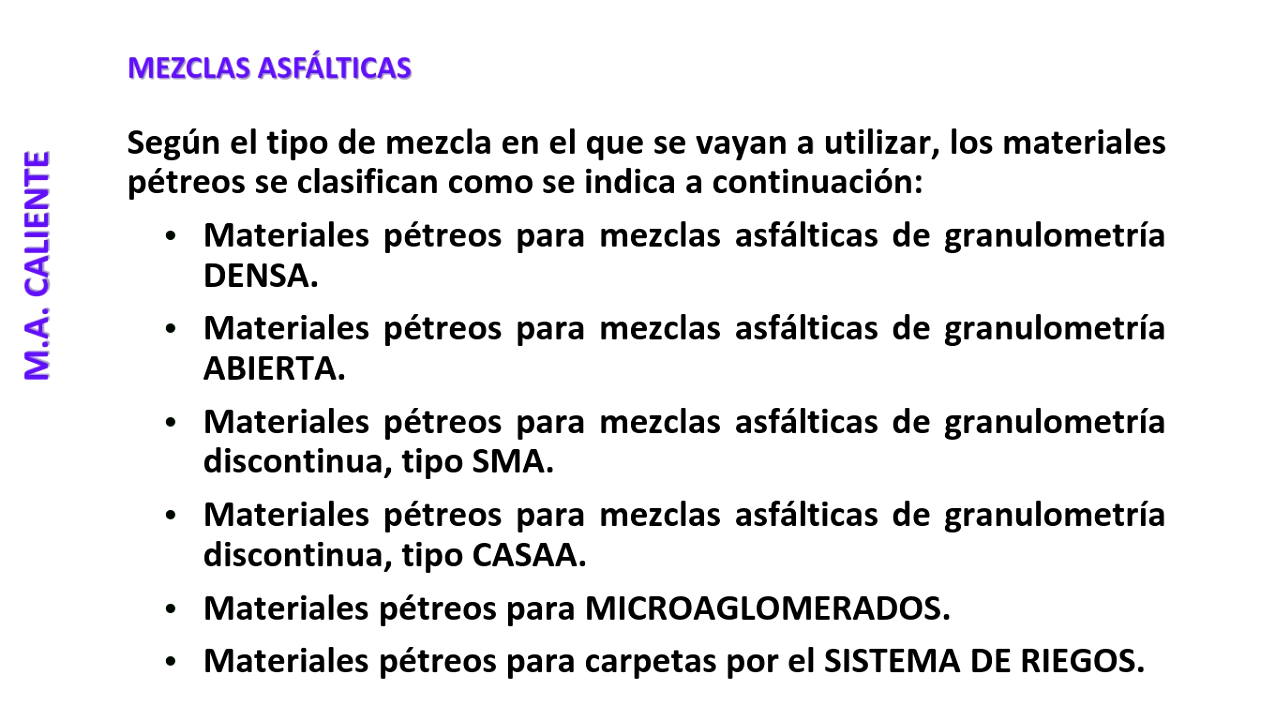 MEZCLAS ASFÁLTICAS
M.A. CALIENTE
Según el tipo de mezcla en el que se vayan a utilizar, los materiales
pétreos se clasifican como se indica a continuación:
• Materiales pétreos para mezclas asfálticas de granulometría
DENSA.
• Materiales pétreos para mezclas asfálticas de granulometría
ABIERTA.
• Materiales pétreos para mezclas asfálticas de granulometría
discontinua, tipo SMA.
• Materiales pétreos para mezclas asfálticas de granulometría
discontinua, tipo CASAA.
• Materiales pétreos para MICROAGLOMERADOS.
• Materiales pétreos para carpetas por el SISTEMA DE RIEGOS.